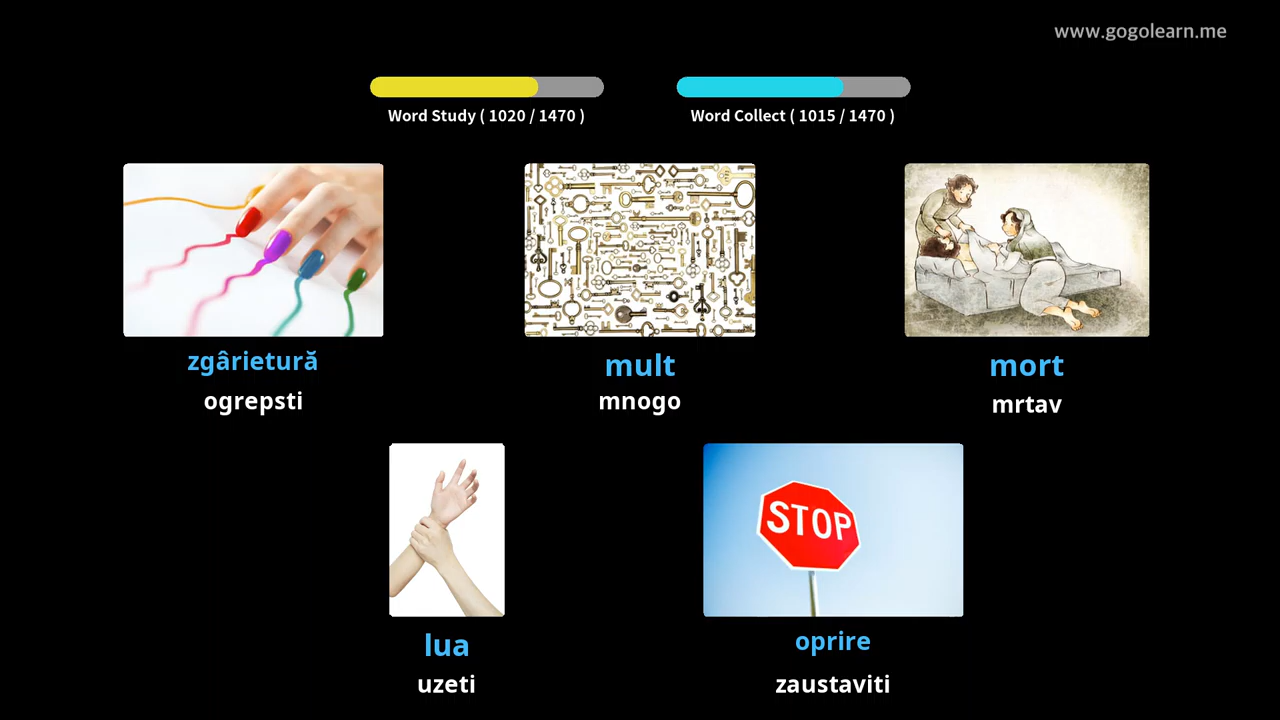 www.gogolearn.me
Word Study ( 1020 / 1470 )
Word Collect ( 1015 / 1470 )
zgârietură
ogrepsti
mult
mnogo
mort
mrtav
STOP
lua
uzeti
oprire
zaustaviti